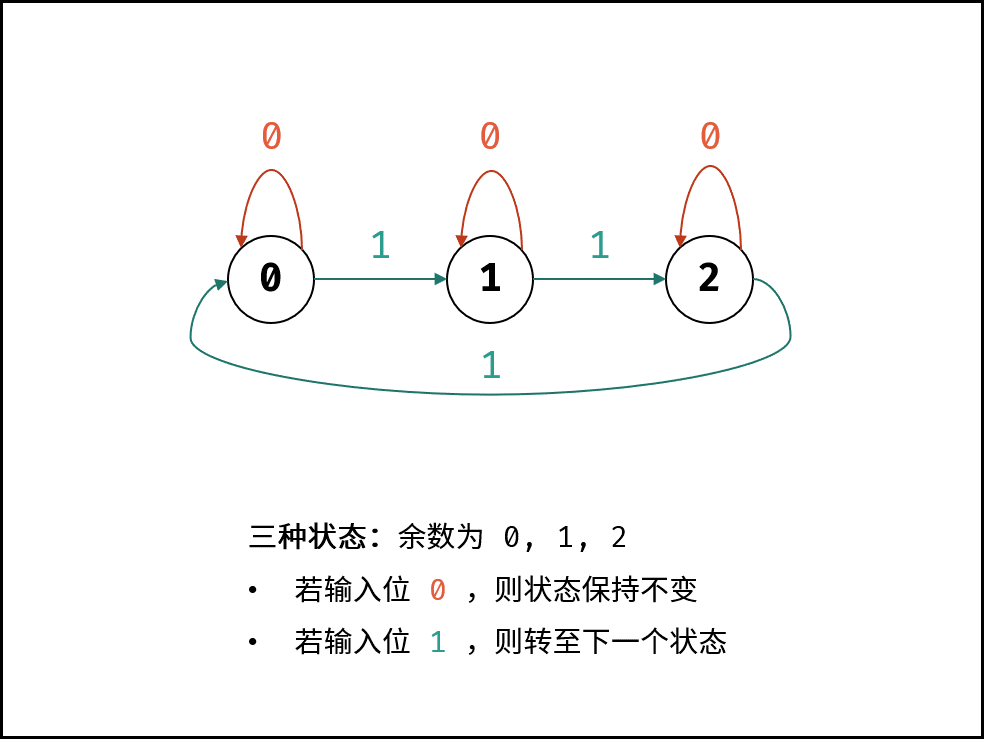 0 0 0
1 1
0 1 2
1
三种状态：余数为 0, 1, 2
• 若输入位 0 ，则状态保持不变
• 若输入位 1 ，则转至下一个状态